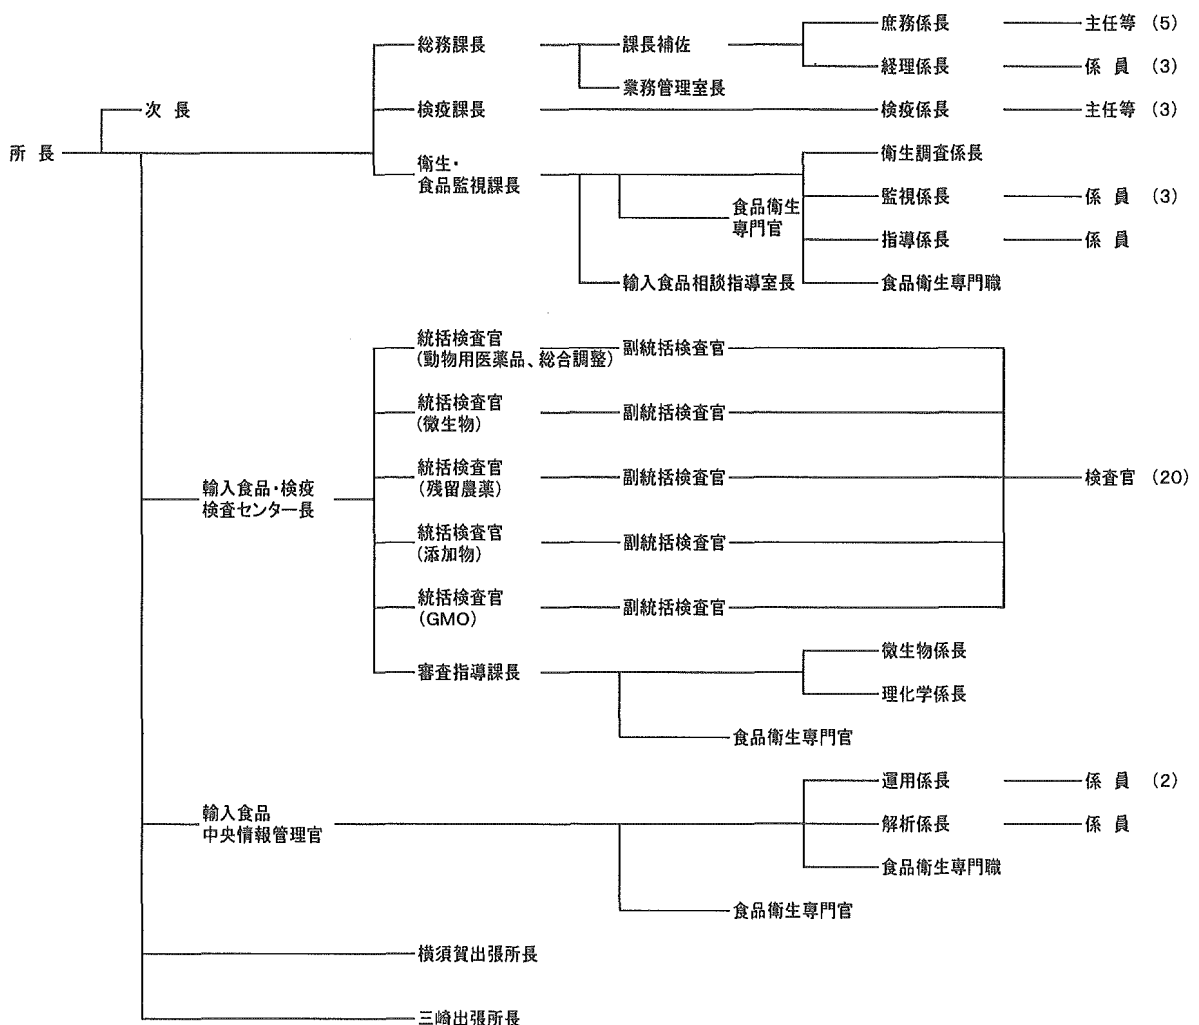 庶務係長 主任等 (5)
総務課長 課長補佐
経理係長 係 員 (3)
業務管理室長
次 長 検疫課長 検疫係長 主任等 (3)
所 長 衛生調査係長
衛生・
食品監視課長
監視係長 係 員 (3)
食品衛生
専門官
指導係長 係 員
輸入食品相談指導室長 食品衛生専門職
統括検査官
(動物用医薬品、総合調整)
副統括検査官
統括検査官
(微生物)
副統括検査官
統括検査官
(残留農薬)
副統括検査官 検査官 (20)
輸入食品・検疫
検査センター長
統括検査官
(添加物)
副統括検査官
統括検査官
(GMO)
副統括検査官
微生物係長
審査指導課長
理化学係長
食品衛生専門官
運用係長 係 員 (2)
輸入食品
中央情報管理官
解析係長 係 員
食品衛生専門職
食品衛生専門官
横須賀出張所長
三崎出張所長